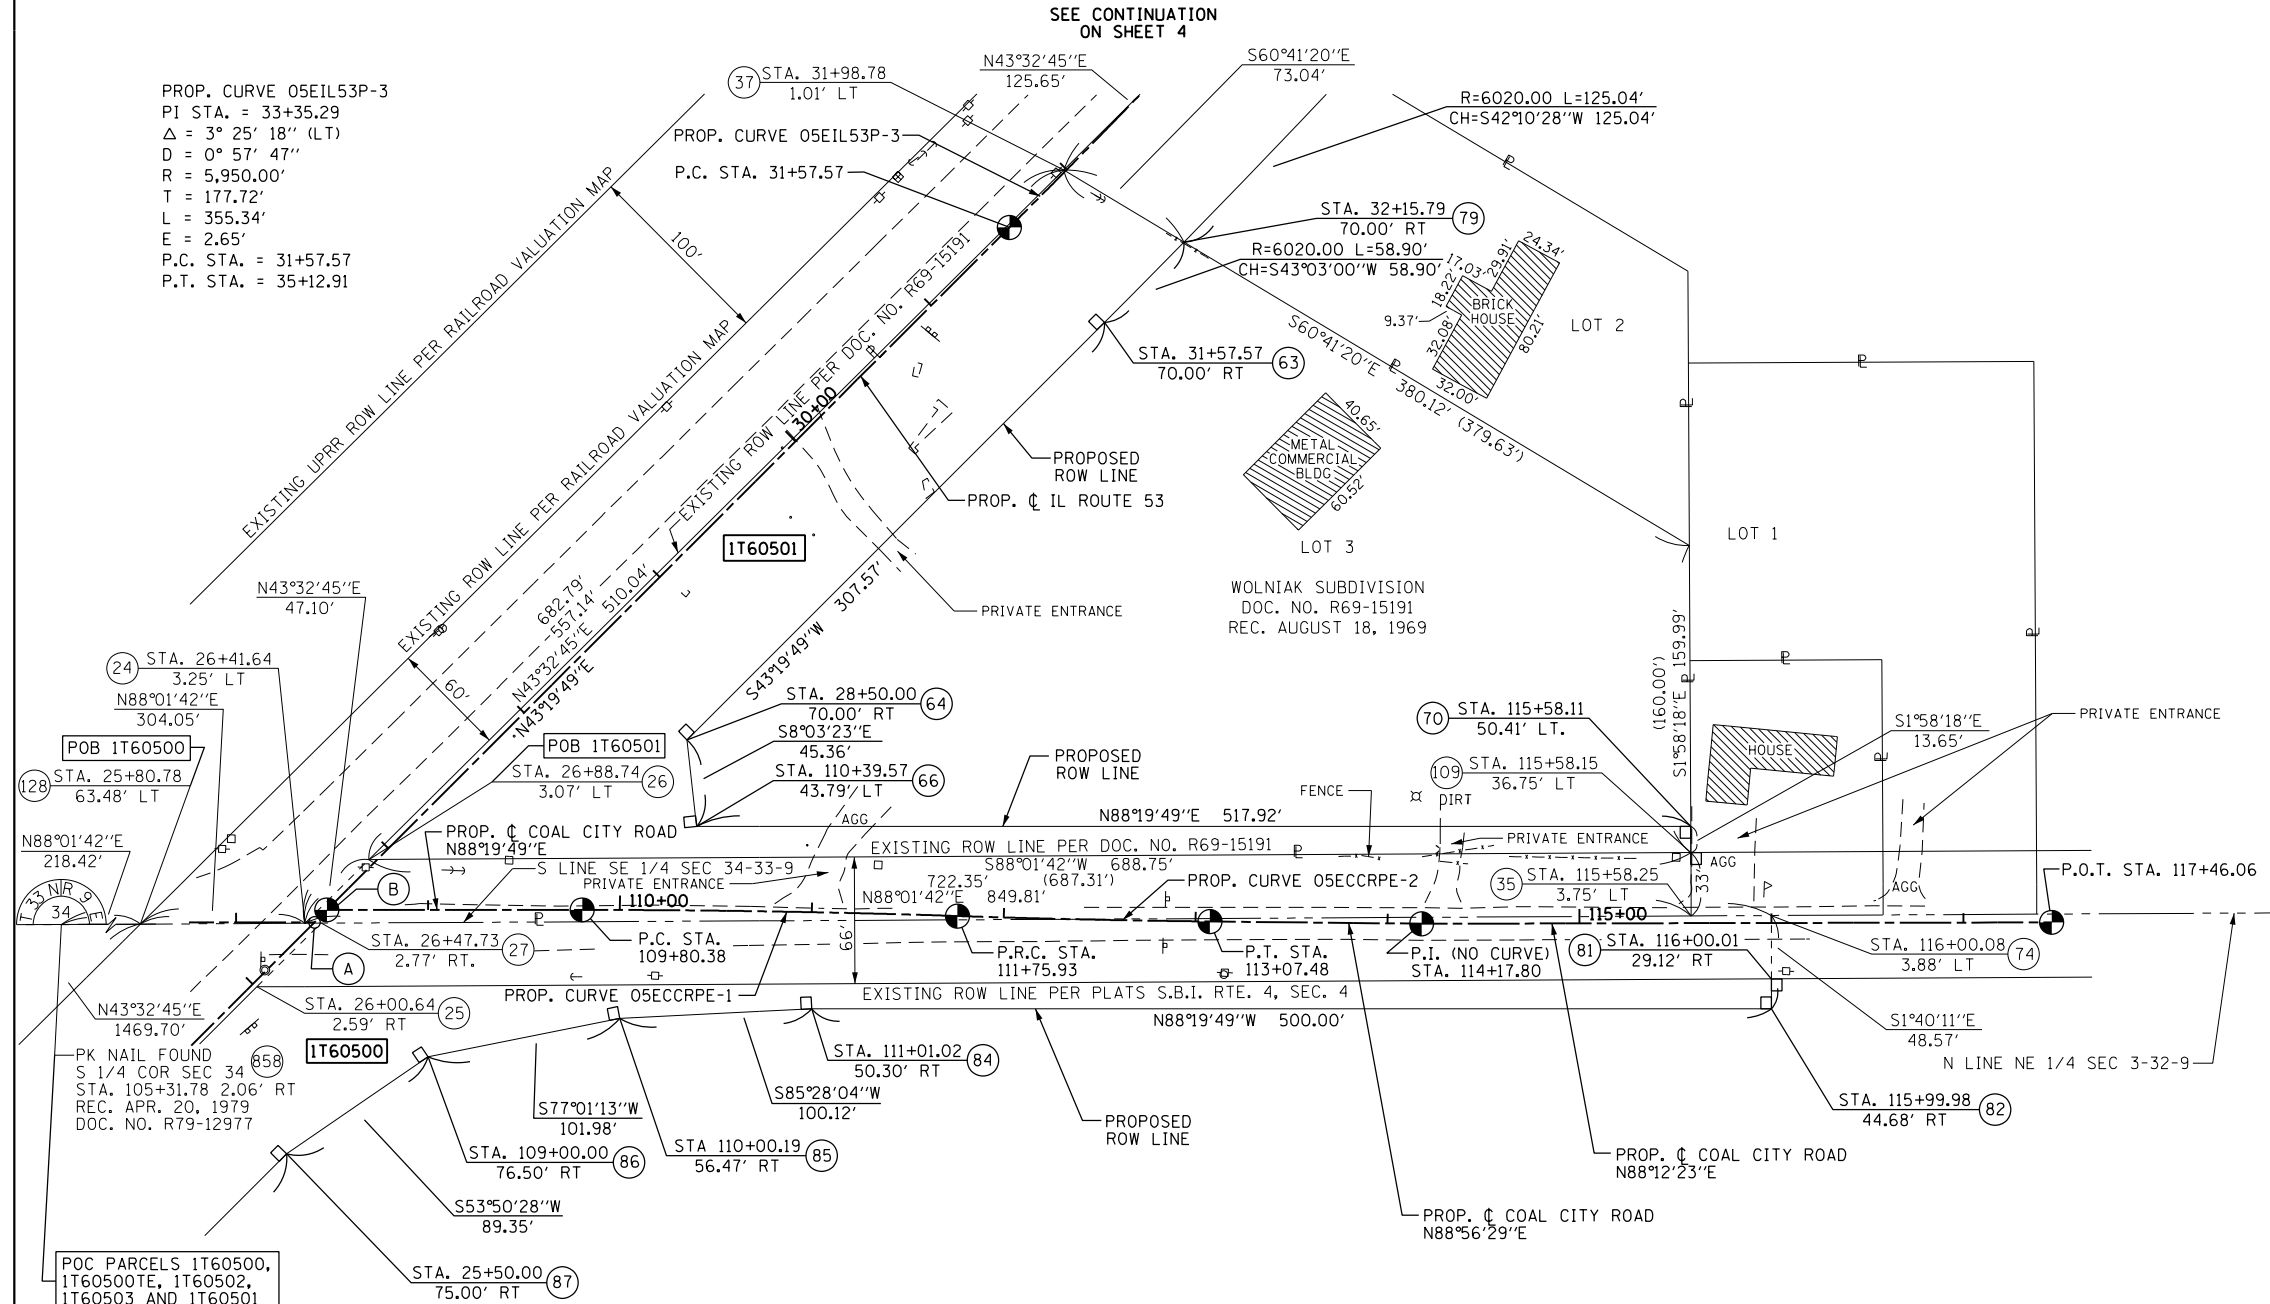 SEE CONTINUATION
ON SHEET 4
PROP. CURVE 05EIL53P-3
PI STA. = 33+35.29
Δ = 3° 25' 18'' (LT)
D = 0° 57' 47''
R = 5,950.00'
T = 177.72'
L = 355.34'
E = 2.65'
P.C. STA. = 31+57.57
P.T. STA. = 35+12.91
37
STA. 31+98.78
1.01' LT
N43°32'45''E
125.65'
S60°41'20''E
73.04'
R=6020.00 L=125.04'
CH=S42°10'28''W 125.04'
PROP. CURVE 05EIL53P-3
P.C. STA. 31+57.57
STA. 32+15.79
70.00' RT
79
R=6020.00 L=58.90'
CH=S43°03'00''W 58.90'
STA. 31+57.57
70.00' RT
63
EXISTING UPRR ROW LINE PER RAILROAD VALUATION MAP
100'
EXISTING ROW LINE PER RAILROAD VALUATION MAP
60'
EXISTING ROW LINE PER DOC. NO. R69-15191
30+00
17.03'
29.91'
24.34'
18.22'
9.37'
32.08'
32.00'
80.21'
BRICK
HOUSE
LOT 2
S60°41'20''E 380.12' (379.63')
40.65'
60.52'
METAL
COMMERCIAL
BLDG
LOT 3
LOT 1
WOLNIAK SUBDIVISION
DOC. NO. R69-15191
REC. AUGUST 18, 1969
PROPOSED
ROW LINE
PROP. ℄ IL ROUTE 53
1T60501
PRIVATE ENTRANCE
S43°19'49''W 307.57'
682.79'
557.14'
N43°32'45''E 510.04'
N43°19'49''E
N43°32'45''E
47.10'
24
STA. 26+41.64
3.25' LT
N88°01'42''E
304.05'
POB 1T60500
128
STA. 25+80.78
63.48' LT
N88°01'42''E
218.42'
T 33 N R 9 E
34
POB 1T60501
STA. 26+88.74
3.07' LT
26
STA. 28+50.00
70.00' RT
64
S8°03'23''E
45.36'
STA. 110+39.57
43.79' LT
66
PROPOSED
ROW LINE
70
STA. 115+58.11
50.41' LT.
109
STA. 115+58.15
36.75' LT
S1°58'18''E 159.99'
(160.00')
S1°58'18''E
13.65'
PRIVATE ENTRANCE
HOUSE
FENCE
DIRT
PRIVATE ENTRANCE
AGG
N88°19'49''E 517.92'
PROP. ℄ COAL CITY ROAD
N88°19'49''E
EXISTING ROW LINE PER DOC. NO. R69-15191
S LINE SE 1/4 SEC 34-33-9
S88°01'42''W 688.75'
(687.31')
PRIVATE ENTRANCE
722.35'
N88°01'42''E 849.81'
PROP. CURVE 05ECCRPE-2
35
STA. 115+58.25
3.75' LT
33'
AGG
AGG
P.O.T. STA. 117+46.06
B
A
110+00
115+00
66'
STA. 26+47.73
2.77' RT.
27
P.C. STA.
109+80.38
P.R.C. STA.
111+75.93
P.T. STA.
113+07.48
P.I. (NO CURVE)
STA. 114+17.80
81
STA. 116+00.01
29.12' RT
STA. 116+00.08
3.88' LT
74
N43°32'45''E
1469.70'
STA. 26+00.64
2.59' RT
25
PROP. CURVE 05ECCRPE-1
EXISTING ROW LINE PER PLATS S.B.I. RTE. 4, SEC. 4
N88°19'49''W 500.00'
S1°40'11''E
48.57'
N LINE NE 1/4 SEC 3-32-9
PK NAIL FOUND
S 1/4 COR SEC 34
858
STA. 105+31.78 2.06' RT
REC. APR. 20, 1979
DOC. NO. R79-12977
1T60500
STA. 111+01.02
50.30' RT
84
S85°28'04''W
100.12'
S77°01'13''W
101.98'
STA. 109+00.00
76.50' RT
86
STA 110+00.19
56.47' RT
85
PROPOSED
ROW LINE
STA. 115+99.98
44.68' RT
82
PROP. ℄ COAL CITY ROAD
N88°12'23''E
S53°50'28''W
89.35'
PROP. ℄ COAL CITY ROAD
N88°56'29''E
POC PARCELS 1T60500,
1T60500TE, 1T60502,
1T60503 AND 1T60501
STA. 25+50.00
75.00' RT
87